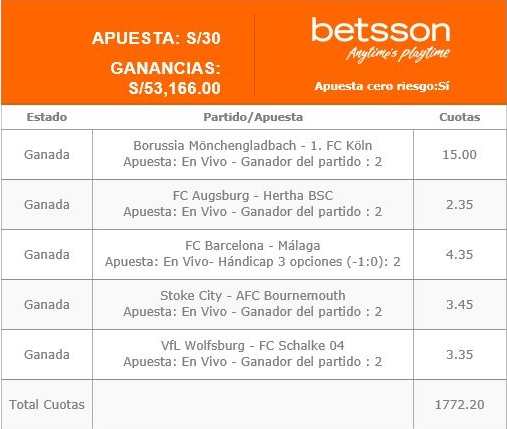 APUESTA: S/30
GANANCIAS:
S/53,166.00
betsson
Anytime's playtime
Apuesta cero riesgo:Sí
Estado Partido/Apuesta Cuotas
Ganada
Borussia Mönchengladbach - 1. FC Köln
Apuesta: En Vivo - Ganador del partido : 2
15.00
Ganada
FC Augsburg - Hertha BSC
Apuesta: En Vivo - Ganador del partido : 2
2.35
Ganada
FC Barcelona - Málaga
Apuesta: En Vivo- Hándicap 3 opciones (-1:0): 2
4.35
Ganada
Stoke City - AFC Bournemouth
Apuesta: En Vivo - Ganador del partido : 2
3.45
Ganada
VfL Wolfsburg - FC Schalke 04
Apuesta: En Vivo - Ganador del partido : 2
3.35
Total Cuotas 1772.20